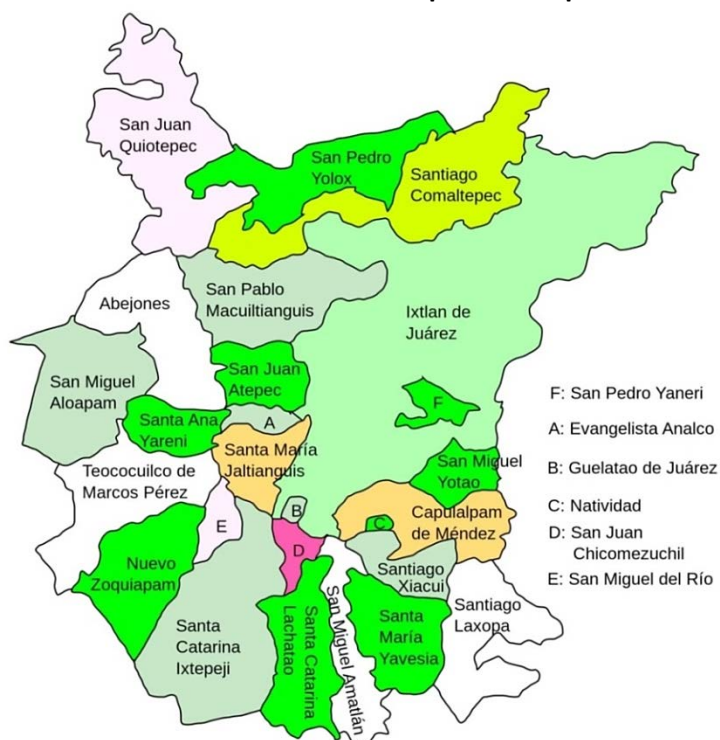 San Juan
Quiotepec
San Pedro
Yolox
Santiago
Comaltepec
San Pablo
Macuiltianguis
Abejones
Ixtlan de
Juárez
San Juan
Atepec
San Miguel
Aloapam
F
F: San Pedro Yaneri
Santa Ana
Yareni
A
A: Evangelista Analco
Santa María
Jaltianguis
San Miguel
Yotao
B: Guelatao de Juárez
Teococuilco de
Marcos Pérez
B
C
Capulalpam
de Méndez
C: Natividad
E
D
D: San Juan
Chicomezuchil
Nuevo
Zoquiapam
Santiago
Xiacui
E: San Miguel del Río
Santa
Catarina
Ixtepeji
Santa Catarina
Lachatao
San Miguel Amatlán
Santa
María
Yavesia
Santiago
Laxopa